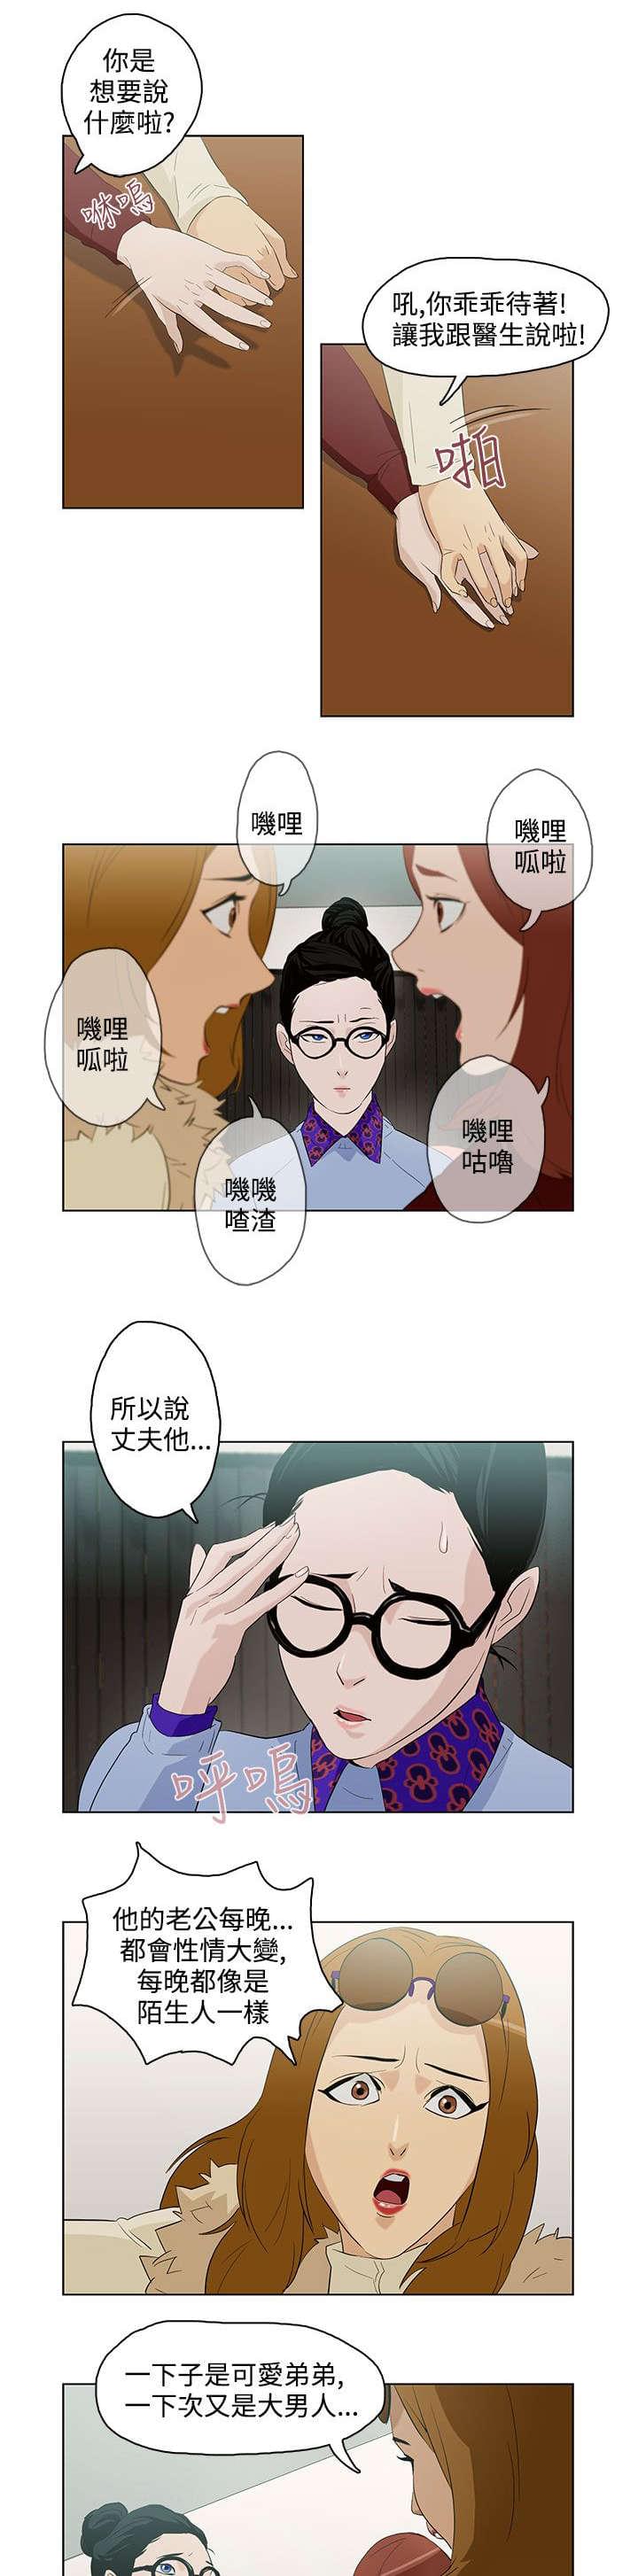 你是
想要說
什麼啦?
咻嗚
吼,你乖乖待著!
讓我跟醫生說啦!
啪
嘰哩
嘰哩
呱啦
嘰哩
呱啦
嘰哩
咕嚕
嘰嘰
喳渣
所以說
丈夫他...
呼嗚
他的老公每晚...
都會性情大變,
每晚都像是
陌生人一樣
一下子是可愛弟弟,
一下次又是大男人...